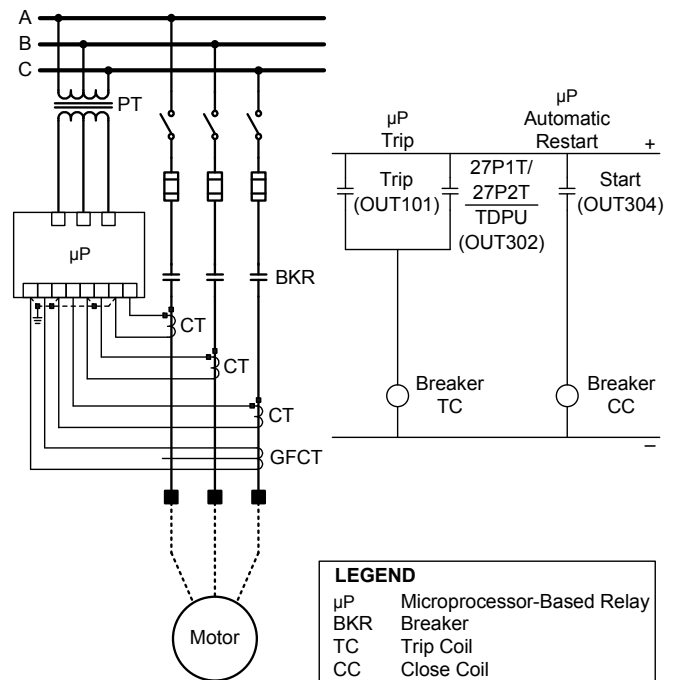 A
B
C
PT
µP
BKR
CT
CT
CT
GFCT
Motor
µP
Trip
µP
Automatic
Restart
+
Trip
(OUT101)
27P1T/
27P2T
TDPU
(OUT302)
Start
(OUT304)
Breaker
TC
Breaker
CC
–
LEGEND
µP Microprocessor-Based Relay
BKR Breaker
TC Trip Coil
CC Close Coil